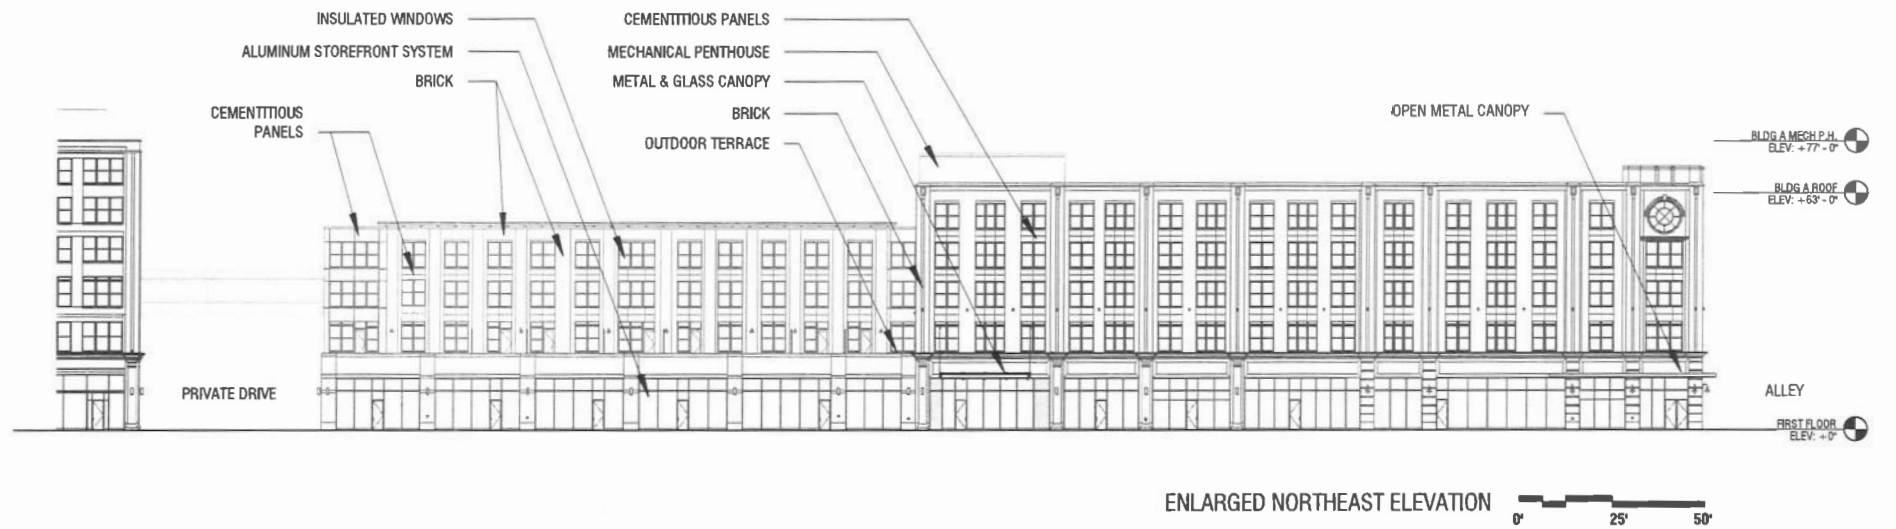 INSULATED WINDOWS
ALUMINUM STOREFRONT SYSTEM
BRICK
CEMENTITIOUS
PANELS
CEMENTITIOUS PANELS
MECHANICAL PENTHOUSE
METAL & GLASS CANOPY
BRICK
OUTDOOR TERRACE
OPEN METAL CANOPY
BLDG A MECH P.H.
ELEV: +77'-0"
BLDG A ROOF
ELEV: +63'-0"
PRIVATE DRIVE
ALLEY
FIRST FLOOR
ELEV: +0"
ENLARGED NORTHEAST ELEVATION
0' 25' 50'